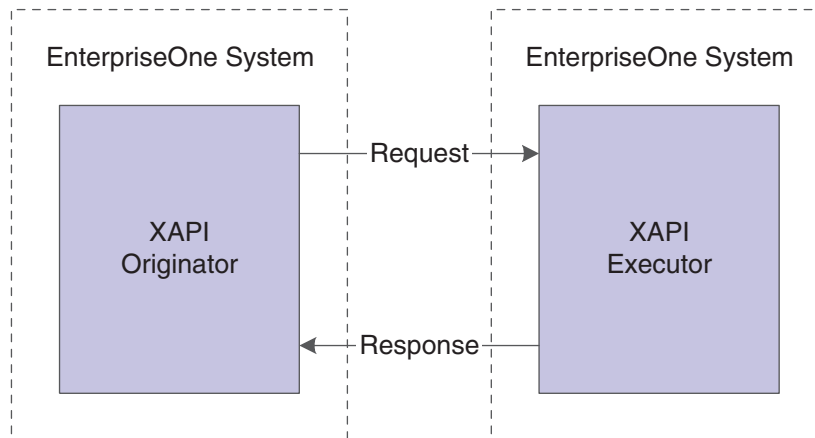 EnterpriseOne System
EnterpriseOne System
XAPI
Originator
Request
XAPI
Executor
Response